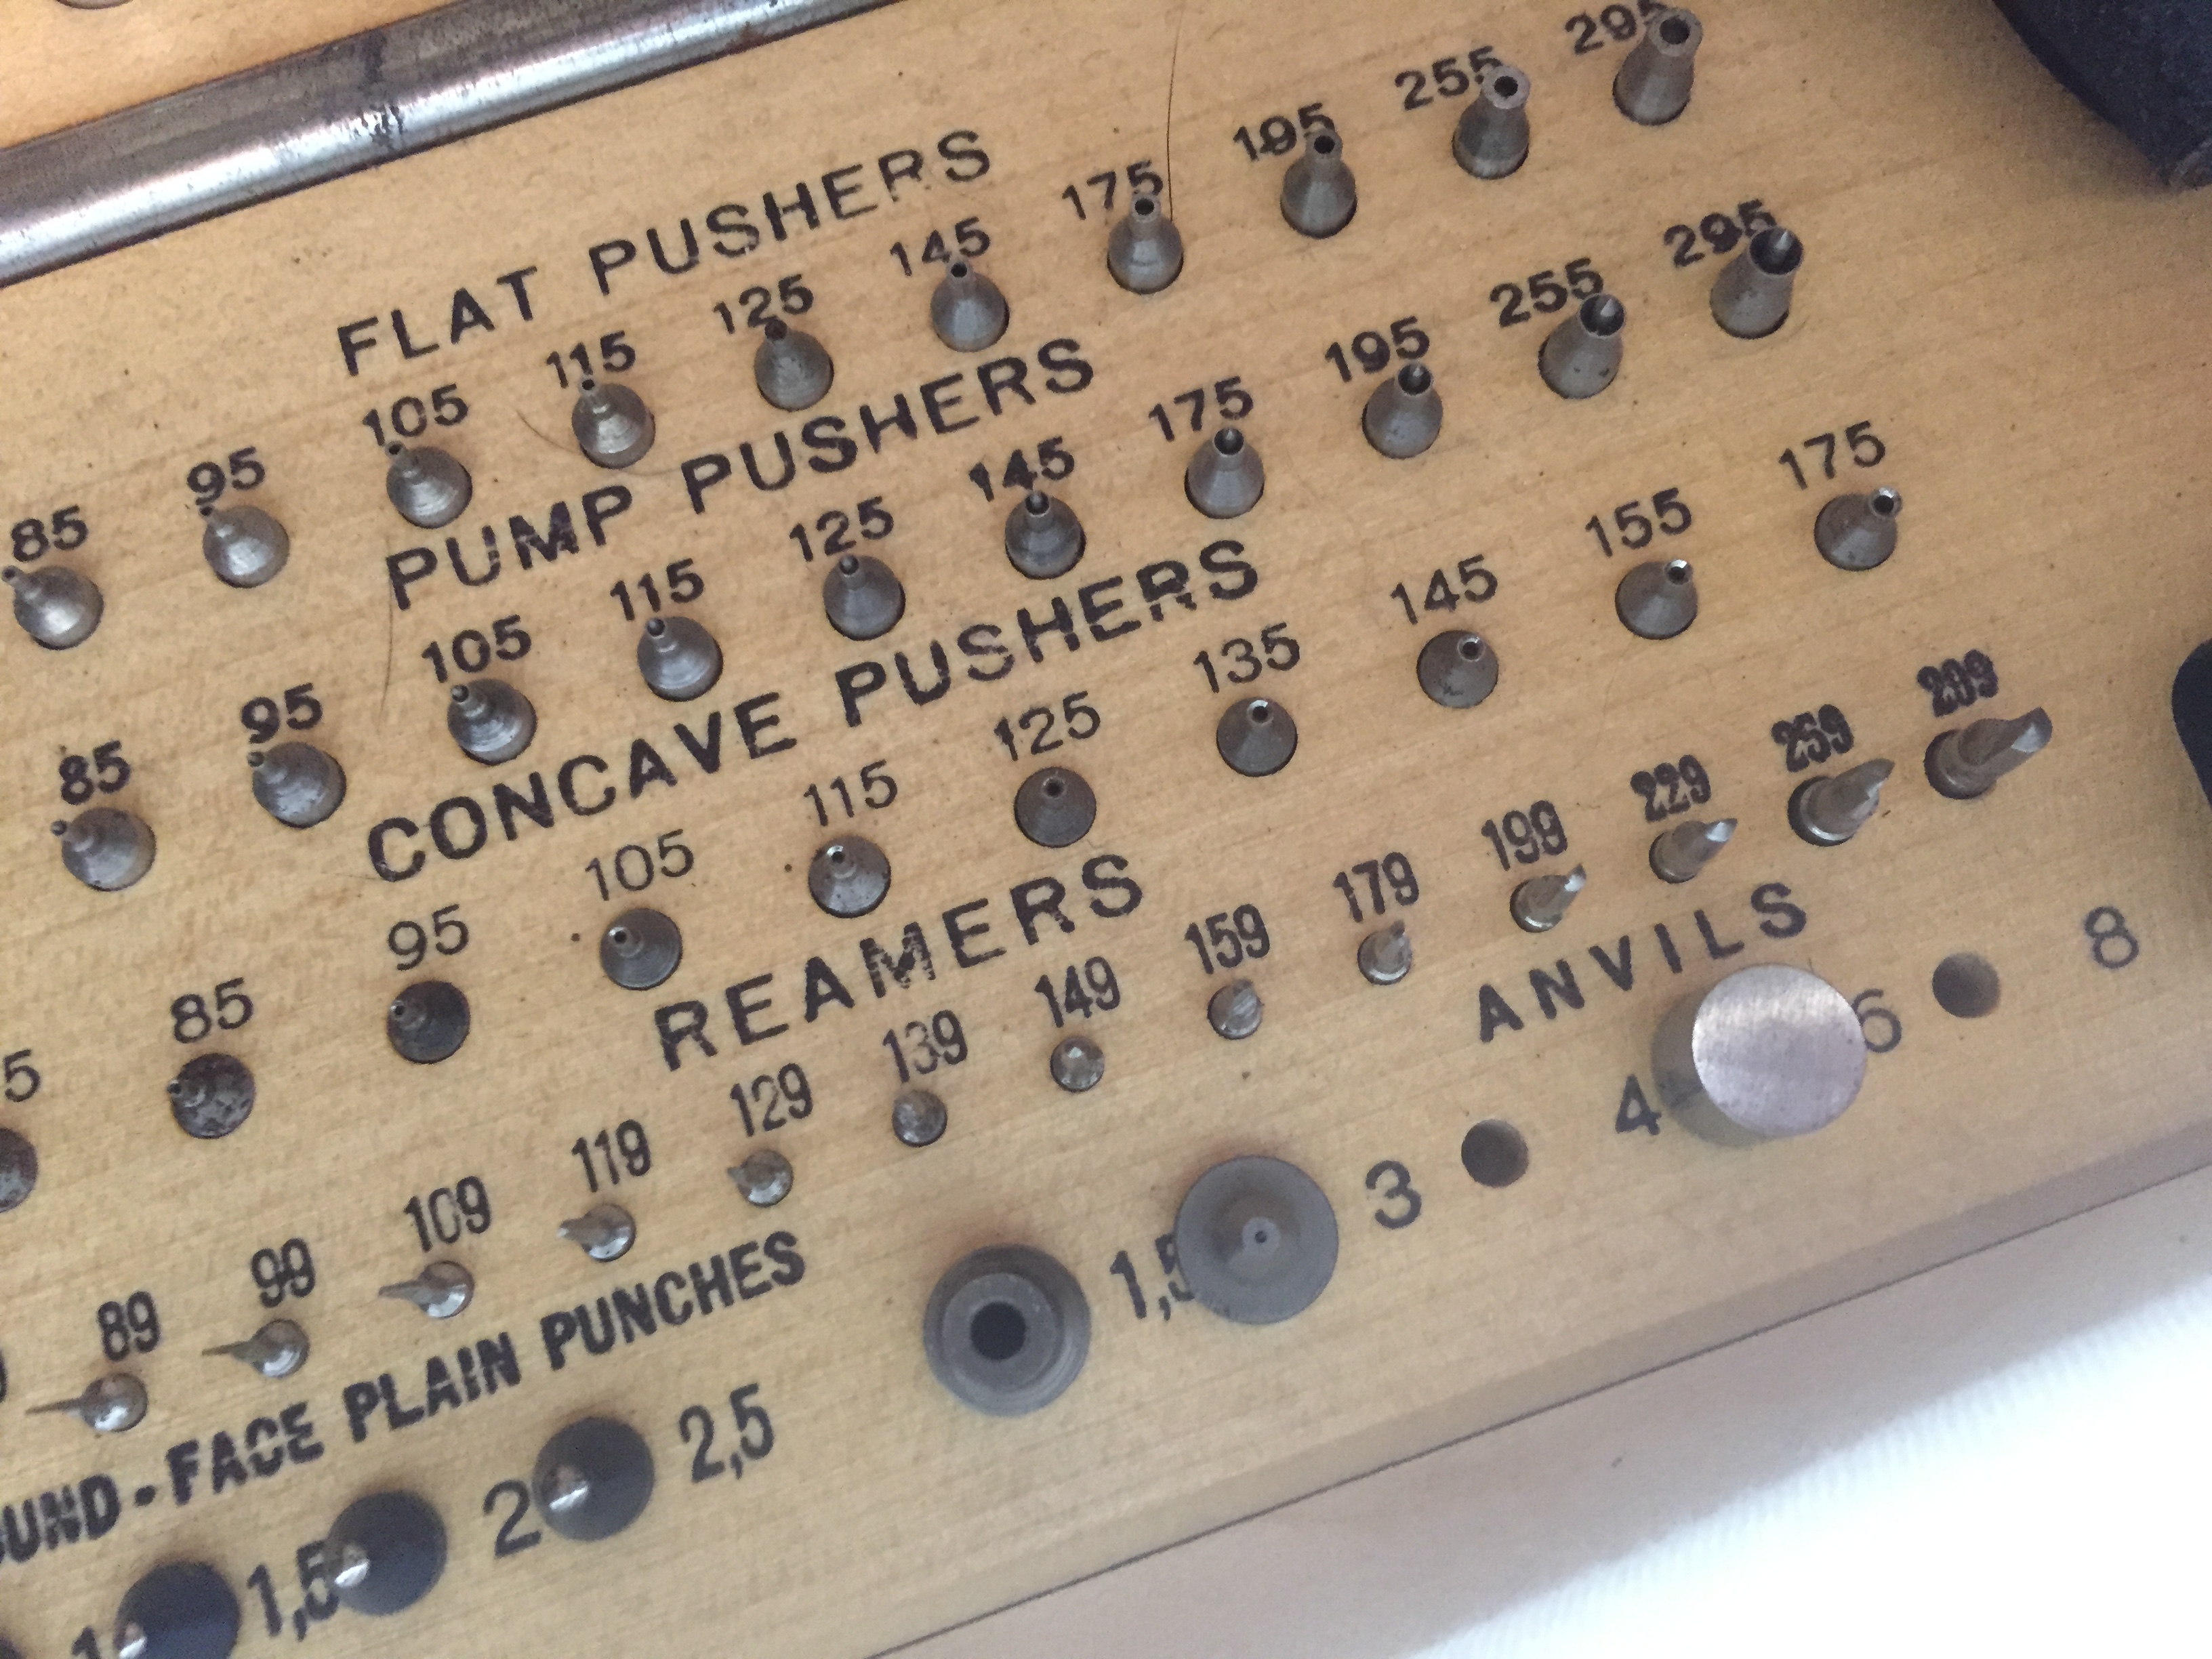 FLAT PUSHERS
85 95 105 115 125 145 175 195 255 295
PUMP PUSHERS
85 95 105 115 125 145 175 195 255 295
CONCAVE PUSHERS
85 95 105 115 125 135 145 155 175
REAMERS
89 99 109 119 129 139 149 159 179 199 229 259 299
ANVILS
1,5 3 4 6 8
-FACE PLAIN PUNCHES
1 1,5 2 2,5